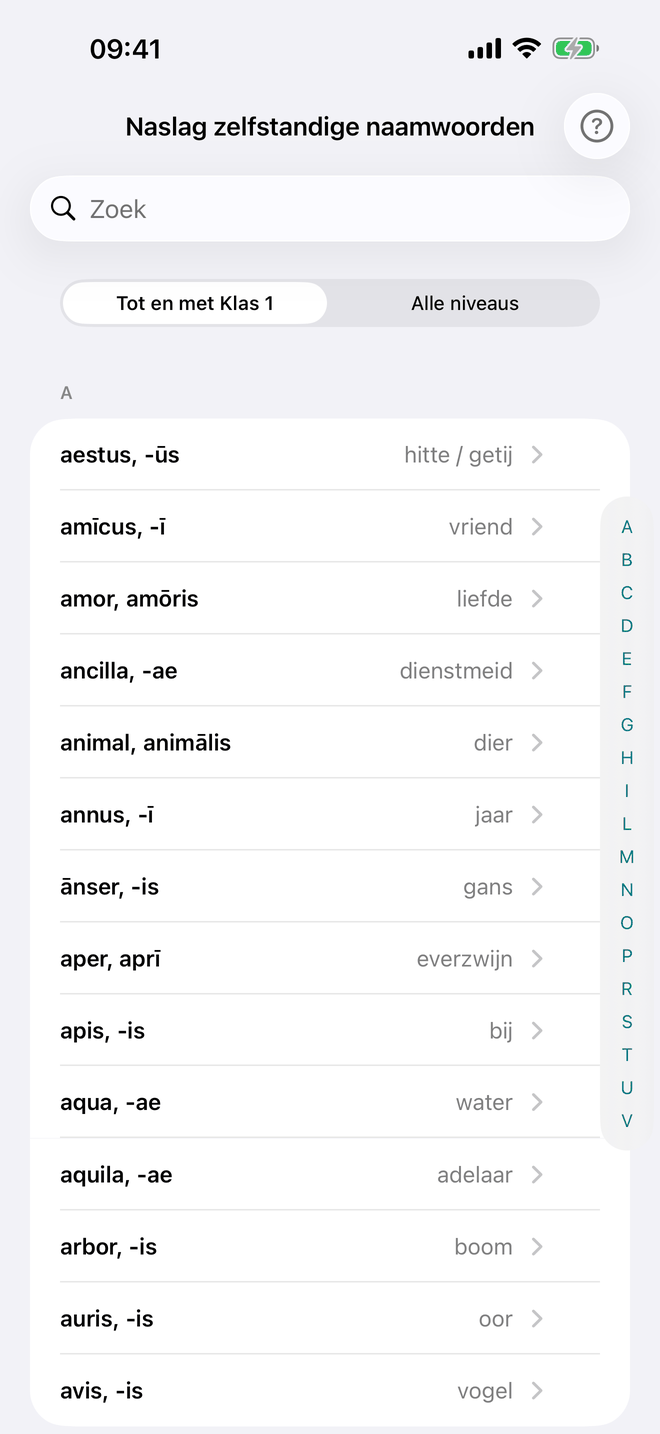 09:41
Naslag zelfstandige naamwoorden
?
Zoek
Tot en met Klas 1
Alle niveaus
A
aestus, -ūs hitte / getij
amīcus, -ī vriend
amor, amōris liefde
ancilla, -ae dienstmeid
animal, animālis dier
annus, -ī jaar
ānser, -is gans
aper, aprī everzwijn
apis, -is bij
aqua, -ae water
aquila, -ae adelaar
arbor, -is boom
auris, -is oor
avis, -is vogel
A
B
C
D
E
F
G
H
I
L
M
N
O
P
R
S
T
U
V